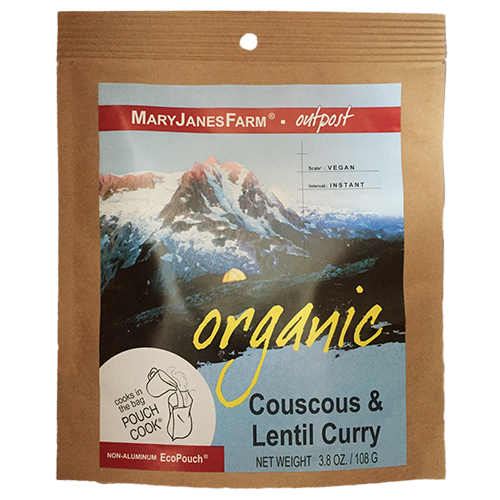 MARYJANESFARM® · outpost
Scale: VEGAN
Interval: INSTANT
organic
cooks in
the bag
POUCH
COOK®
Couscous &
Lentil Curry
NON-ALUMINUM EcoPouch®
NET WEIGHT 3.8 OZ. / 108 G